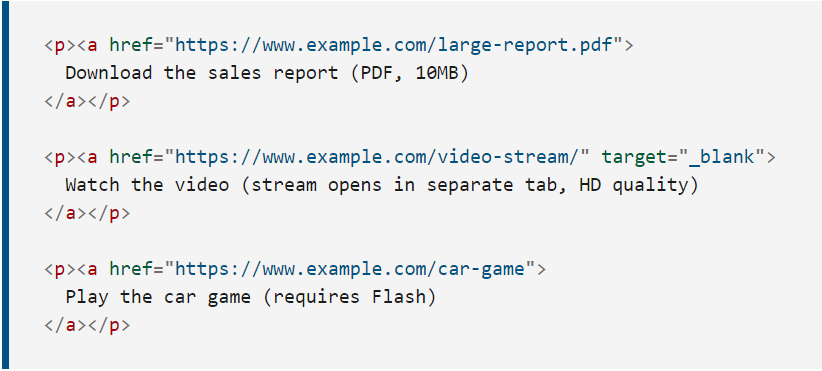 <p><a href="https://www.example.com/large-report.pdf">
Download the sales report (PDF, 10MB)
</a></p>
<p><a href="https://www.example.com/video-stream/" target="_blank">
Watch the video (stream opens in separate tab, HD quality)
</a></p>
<p><a href="https://www.example.com/car-game">
Play the car game (requires Flash)
</a></p>